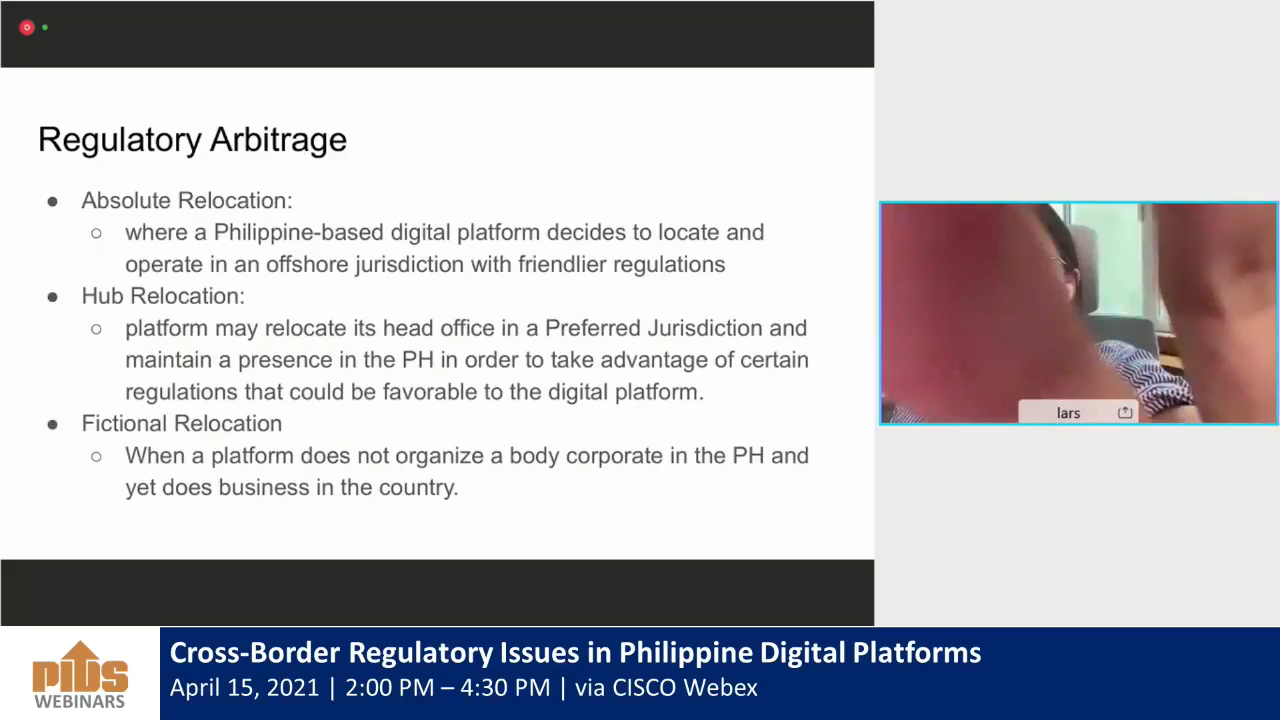 Regulatory Arbitrage
● Absolute Relocation:
○ where a Philippine-based digital platform decides to locate and
operate in an offshore jurisdiction with friendlier regulations
● Hub Relocation:
○ platform may relocate its head office in a Preferred Jurisdiction and
maintain a presence in the PH in order to take advantage of certain
regulations that could be favorable to the digital platform.
● Fictional Relocation
○ When a platform does not organize a body corporate in the PH and
yet does business in the country.
lars
PIDS
WEBINARS
Cross-Border Regulatory Issues in Philippine Digital Platforms
April 15, 2021 | 2:00 PM – 4:30 PM | via CISCO Webex